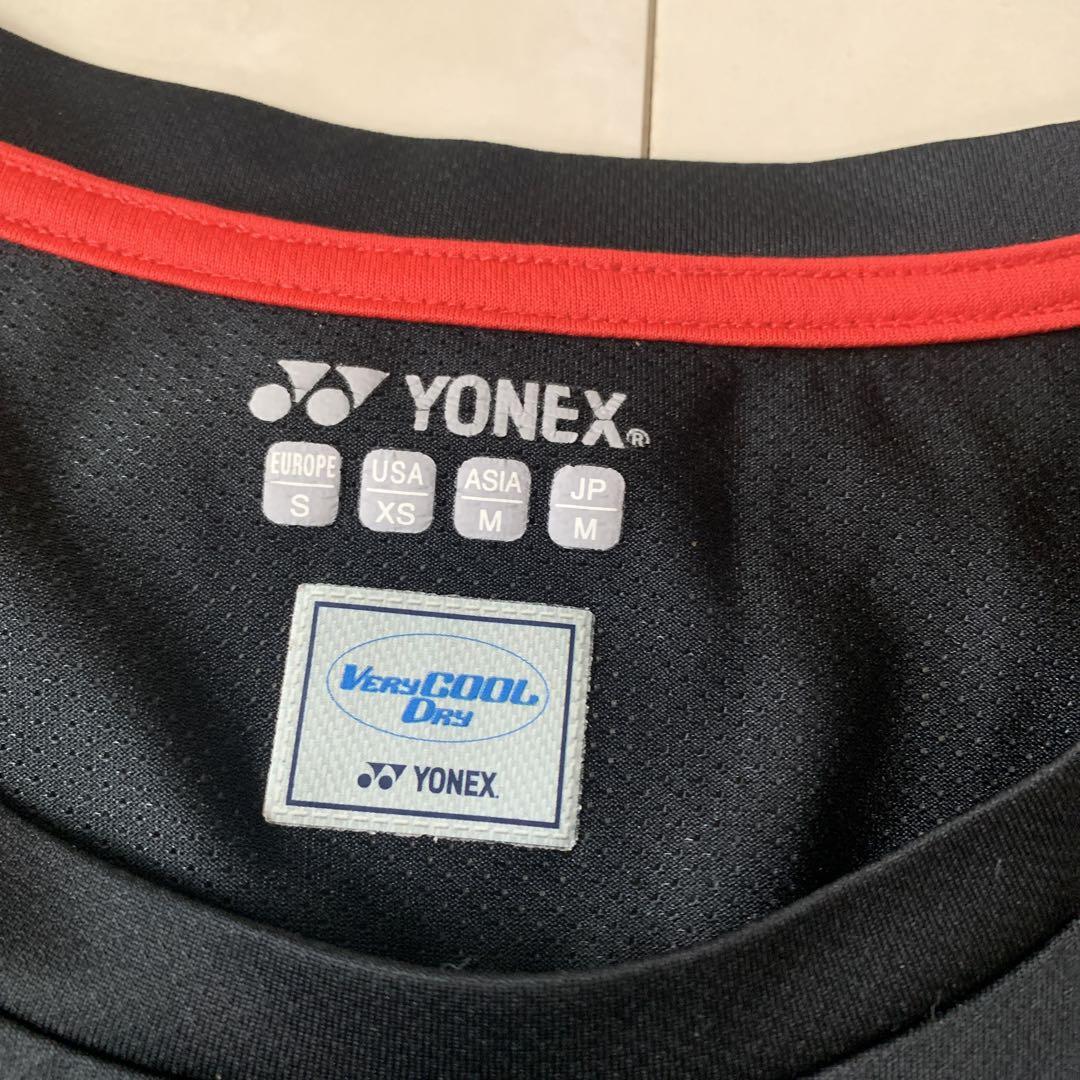 YONEX®
EUROPE S
USA XS
ASIA M
JP M
VERY COOL
DRY
YONEX